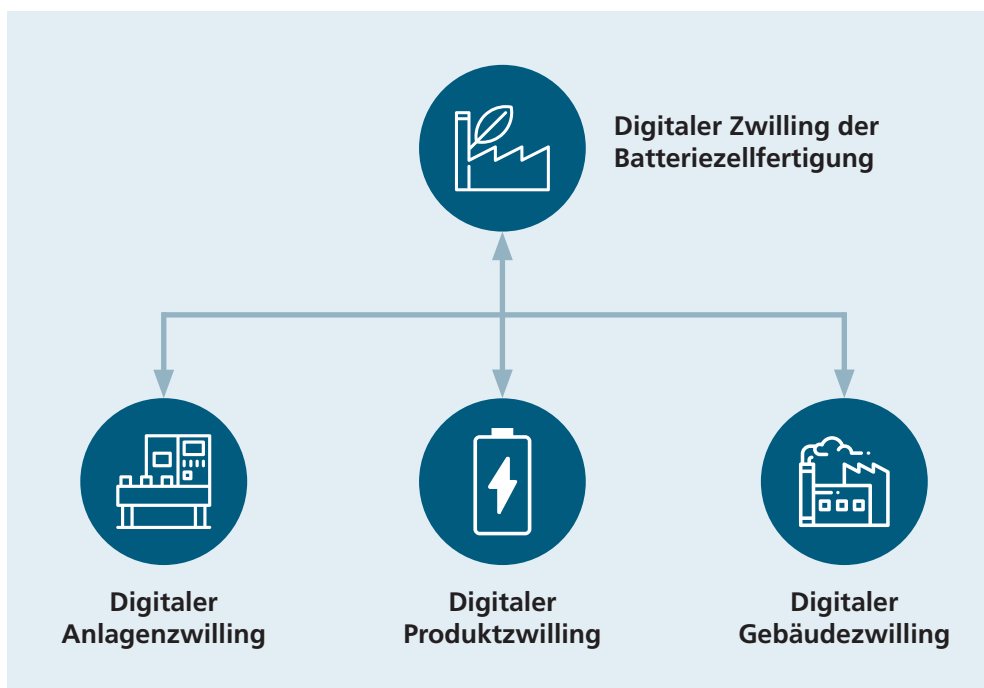 Digitaler Zwilling der
Batteriezellfertigung
Digitaler
Anlagenzwilling
Digitaler
Produktzwilling
Digitaler
Gebäudezwilling